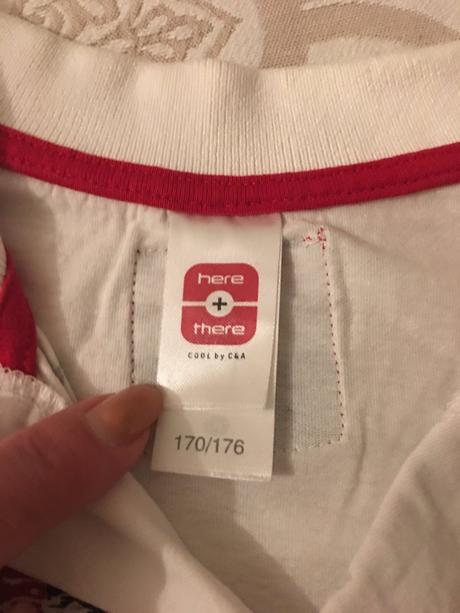 here
+
there
COOL by C&A
170/176